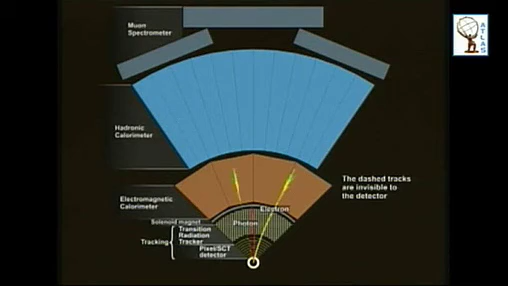 Muon
Spectrometer
ATLAS
Hadronic
Calorimeter
The dashed tracks
are invisible to
the detector
Electromagnetic
Calorimeter
Electron
Solenoid magnet
Photon
Transition
Radiation
Tracker
Tracking
Pixel/SCT
detector